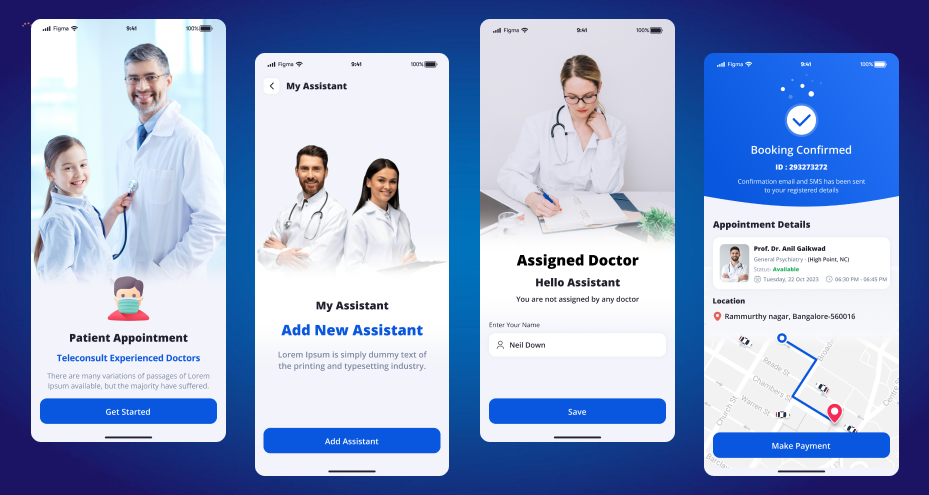 Figma
9:41
100%
Patient Appointment
Teleconsult Experienced Doctors
There are many variations of passages of Lorem
Ipsum available, but the majority have suffered.
Get Started
Figma
9:41
100%
My Assistant
My Assistant
Add New Assistant
Lorem Ipsum is simply dummy text of
the printing and typesetting industry.
Add Assistant
Figma
9:41
100%
Assigned Doctor
Hello Assistant
You are not assigned by any doctor
Enter Your Name
Neil Down
Save
Figma
9:41
100%
Booking Confirmed
ID : 293273272
Confirmation email and SMS has been sent
to your registered details
Appointment Details
Prof. Dr. Anil Gaikwad
General Psychiatry - (High Point, NC)
Status- Available
Tuesday, 22 Oct 2023
06:30 PM - 06:45 PM
Location
Rammurthy nagar, Bangalore-560016
Reade St
Chambers St
Warren St
Church St
Centre St
Make Payment
Barclay